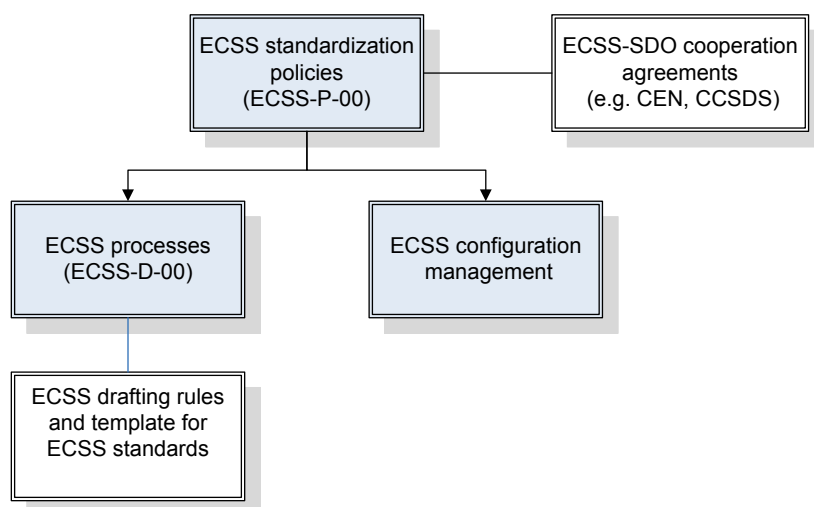 ECSS standardization
policies
(ECSS-P-00)
ECSS-SDO cooperation
agreements
(e.g. CEN, CCSDS)
ECSS processes
(ECSS-D-00)
ECSS configuration
management
ECSS drafting rules
and template for
ECSS standards